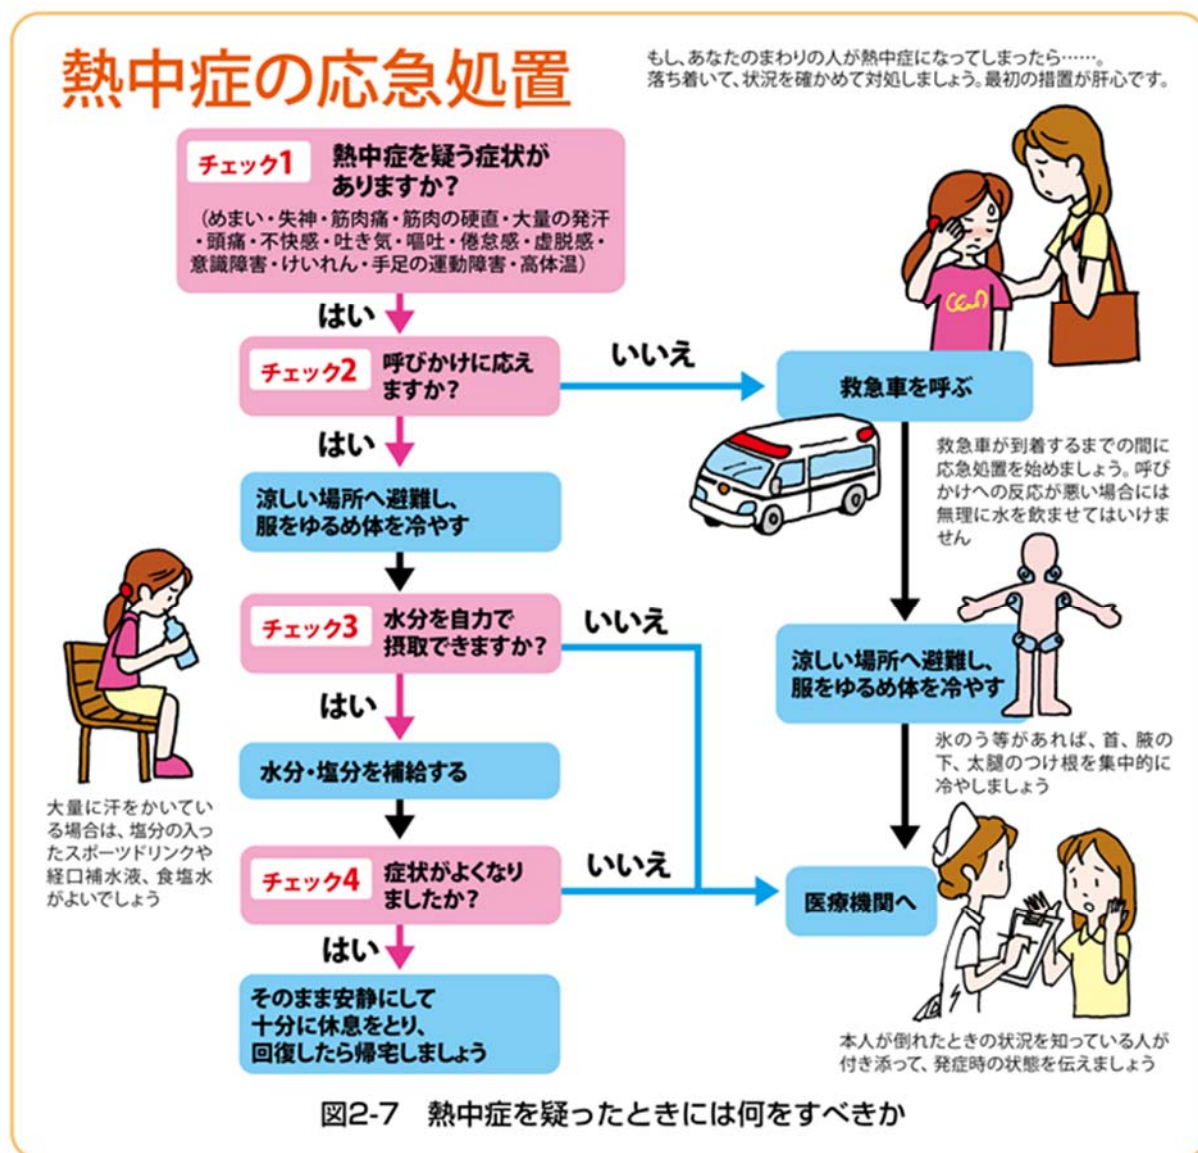 熱中症の応急処置
もし、あなたのまわりの人が熱中症になってしまったら……。
落ち着いて、状況を確かめて対処しましょう。最初の措置が肝心です。
チェック1
熱中症を疑う症状が
ありますか?
（めまい・失神・筋肉痛・筋肉の硬直・大量の発汗
・頭痛・不快感・吐き気・嘔吐・倦怠感・虚脱感・
意識障害・けいれん・手足の運動障害・高体温）
はい
チェック2
呼びかけに応え
ますか?
いいえ
救急車を呼ぶ
救急車が到着するまでの間に
応急処置を始めましょう。呼び
かけへの反応が悪い場合には
無理に水を飲ませてはいけま
せん
はい
涼しい場所へ避難し、
服をゆるめ体を冷やす
チェック3
水分を自力で
摂取できますか?
いいえ
涼しい場所へ避難し、
服をゆるめ体を冷やす
氷のう等があれば、首、腋の
下、太腿のつけ根を集中的に
冷やしましょう
はい
水分・塩分を補給する
大量に汗をかいてい
る場合は、塩分の入っ
たスポーツドリンクや
経口補水液、食塩水
がよいでしょう
チェック4
症状がよくなり
ましたか?
いいえ
医療機関へ
本人が倒れたときの状況を知っている人が
付き添って、発症時の状態を伝えましょう
はい
そのまま安静にして
十分に休息をとり、
回復したら帰宅しましょう
図2-7 熱中症を疑ったときには何をすべきか